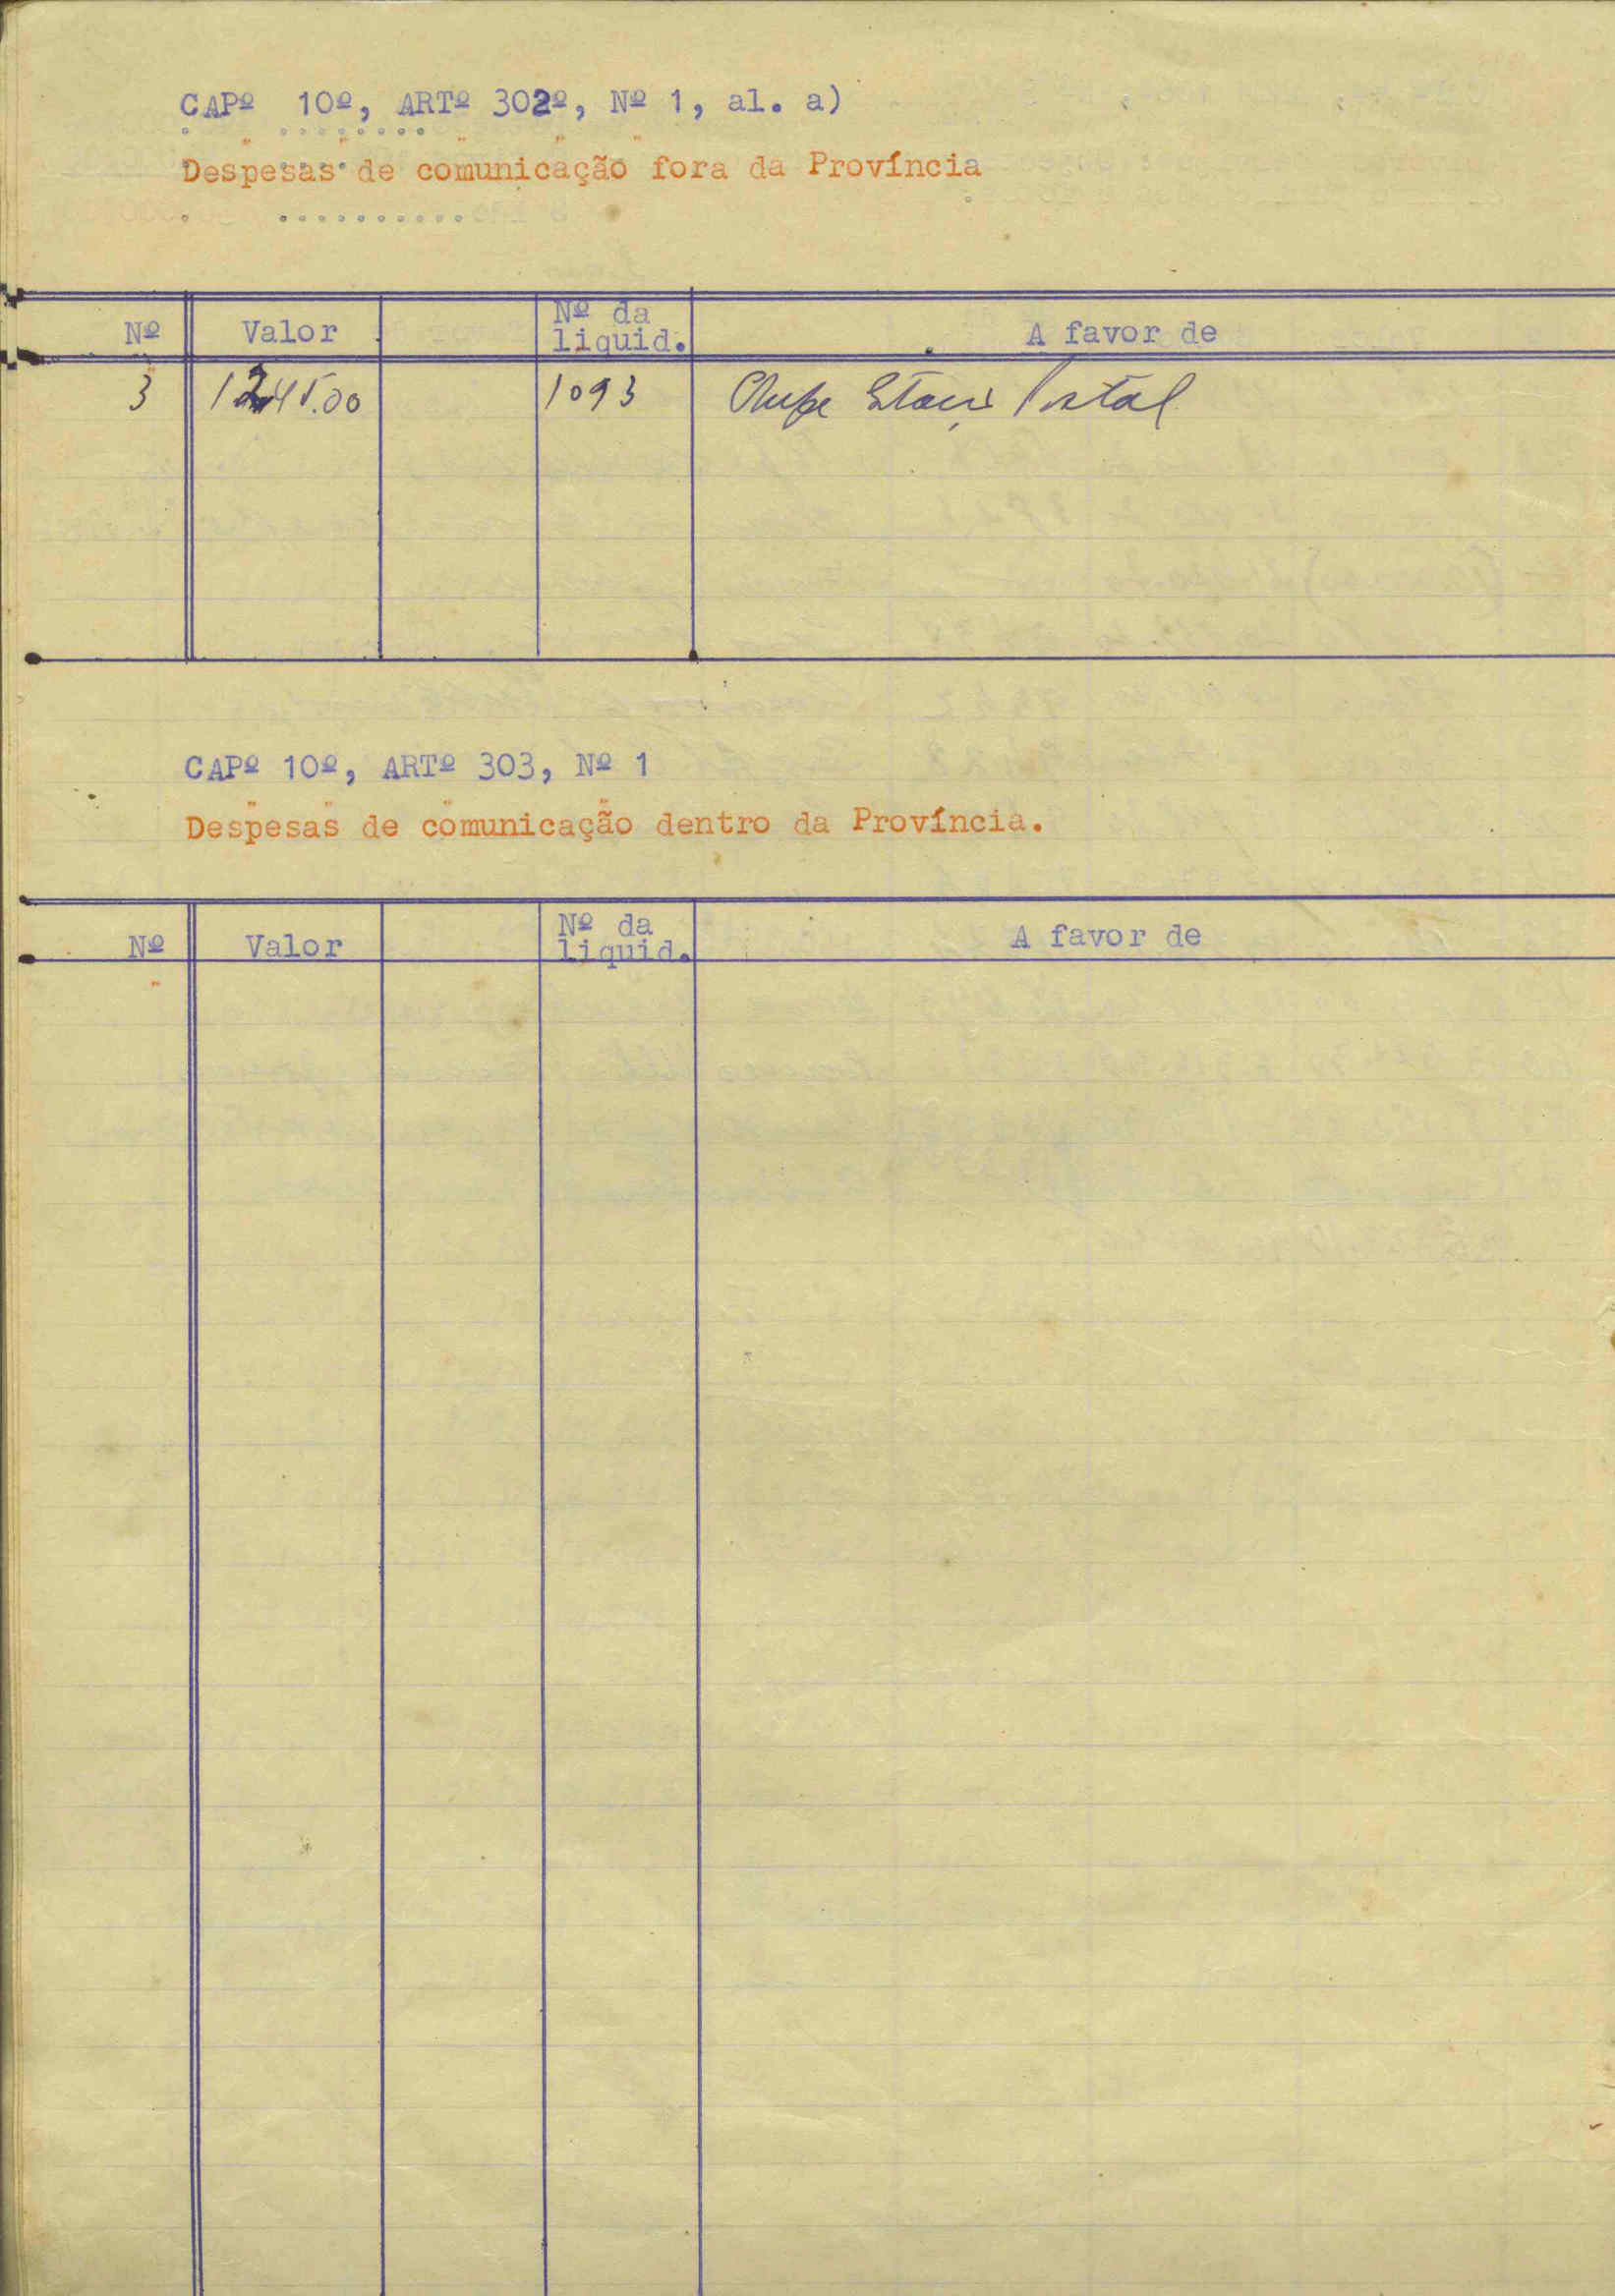 CAPº 10º, ARTº 302º, Nº 1, al. a)
Despesas de comunicação fora da Província
Nº Valor Nº da liquid. A favor de
3 1245.00 1093 Chefe Estaçº Postal
CAPº 10º, ARTº 303, Nº 1
Despesas de comunicação dentro da Província.
Nº Valor Nº da liquid. A favor de